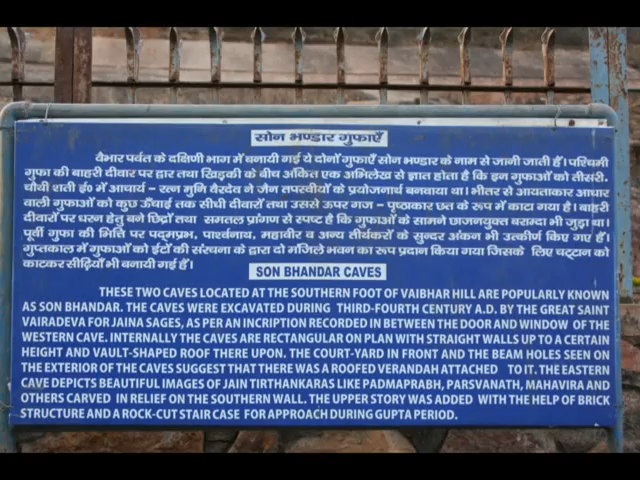 सोन भण्डार गुफाएँ
वैभार पर्वत के दक्षिणी भाग में बनायी गई ये दोनों गुफाएँ सोन भण्डार के नाम से जानी जाती हैं। पश्चिमी
गुफा की बाहरी दीवार पर द्वार तथा खिड़की के बीच अंकित एक अभिलेख से ज्ञात होता है कि इन गुफाओं को तीसरी-
चौथी शती ई० में आचार्य - रत्न मुनि वैरदेव ने जैन तपस्वीयों के प्रयोजनार्थ बनवाया था। भीतर से आयताकार आधार
वाली गुफाओं को कुछ ऊँचाई तक सीधी दीवारों तथा उससे ऊपर गज - पृष्ठाकार छत के रूप में काटा गया है। बाहरी
दीवारों पर धरन हेतु बने छिद्रों तथा समतल प्रांगण से स्पष्ट है कि गुफाओं के सामने छाजनयुक्त बरामदा भी जुड़ा था।
पूर्वी गुफा की भित्ति पर पद्मप्रभ, पार्श्वनाथ, महावीर व अन्य तीर्थकरों के सुन्दर अंकन भी उत्कीर्ण किए गए हैं।
गुप्तकाल में गुफाओं को ईंटों की संरचना के द्वारा दो मंजिले भवन का रूप प्रदान किया गया जिसके लिए चट्टान को
काटकर सीढ़ियाँ भी बनायी गई हैं।
SON BHANDAR CAVES
THESE TWO CAVES LOCATED AT THE SOUTHERN FOOT OF VAIBHAR HILL ARE POPULARLY KNOWN
AS SON BHANDAR. THE CAVES WERE EXCAVATED DURING THIRD-FOURTH CENTURY A.D. BY THE GREAT SAINT
VAIRADEVA FOR JAINA SAGES, AS PER AN INCRIPTION RECORDED IN BETWEEN THE DOOR AND WINDOW OF THE
WESTERN CAVE. INTERNALLY THE CAVES ARE RECTANGULAR ON PLAN WITH STRAIGHT WALLS UP TO A CERTAIN
HEIGHT AND VAULT-SHAPED ROOF THERE UPON. THE COURT-YARD IN FRONT AND THE BEAM HOLES SEEN ON
THE EXTERIOR OF THE CAVES SUGGEST THAT THERE WAS A ROOFED VERANDAH ATTACHED TO IT. THE EASTERN
CAVE DEPICTS BEAUTIFUL IMAGES OF JAIN TIRTHANKARAS LIKE PADMAPRABH, PARSVANATH, MAHAVIRA AND
OTHERS CARVED IN RELIEF ON THE SOUTHERN WALL. THE UPPER STORY WAS ADDED WITH THE HELP OF BRICK
STRUCTURE AND A ROCK-CUT STAIR CASE FOR APPROACH DURING GUPTA PERIOD.